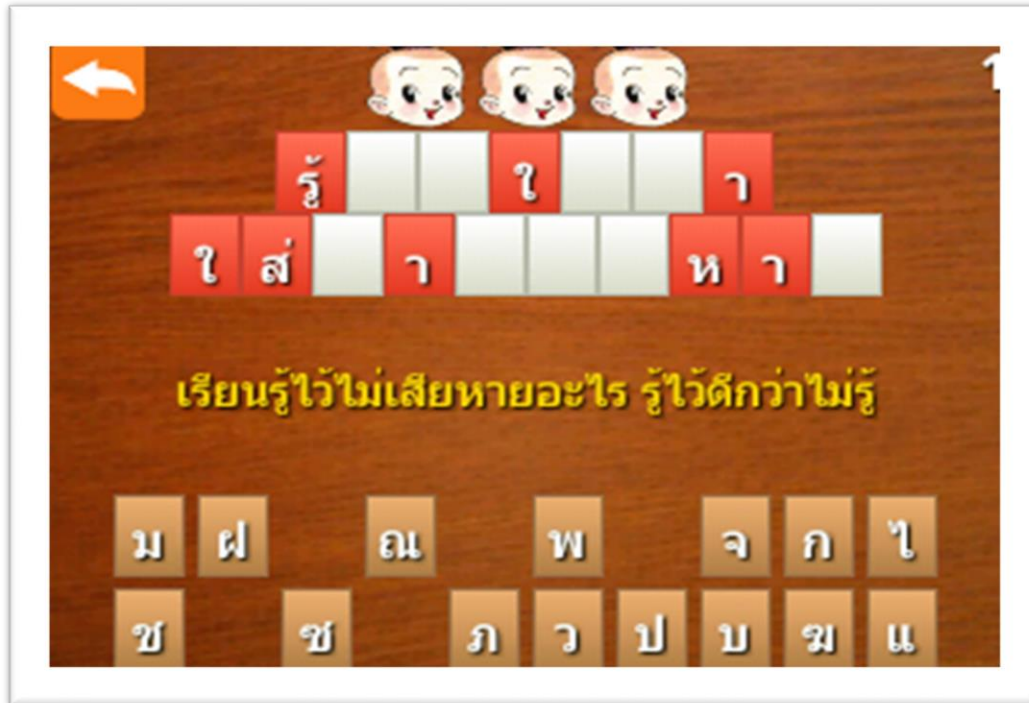 รู้ ใ า
ใ ส่ า ห า
เรียนรู้ไว้ไม่เสียหายอะไร รู้ไว้ดีกว่าไม่รู้
ม ฝ ณ พ จ ก ไ
ช ซ ภ ว ป บ ฆ แ